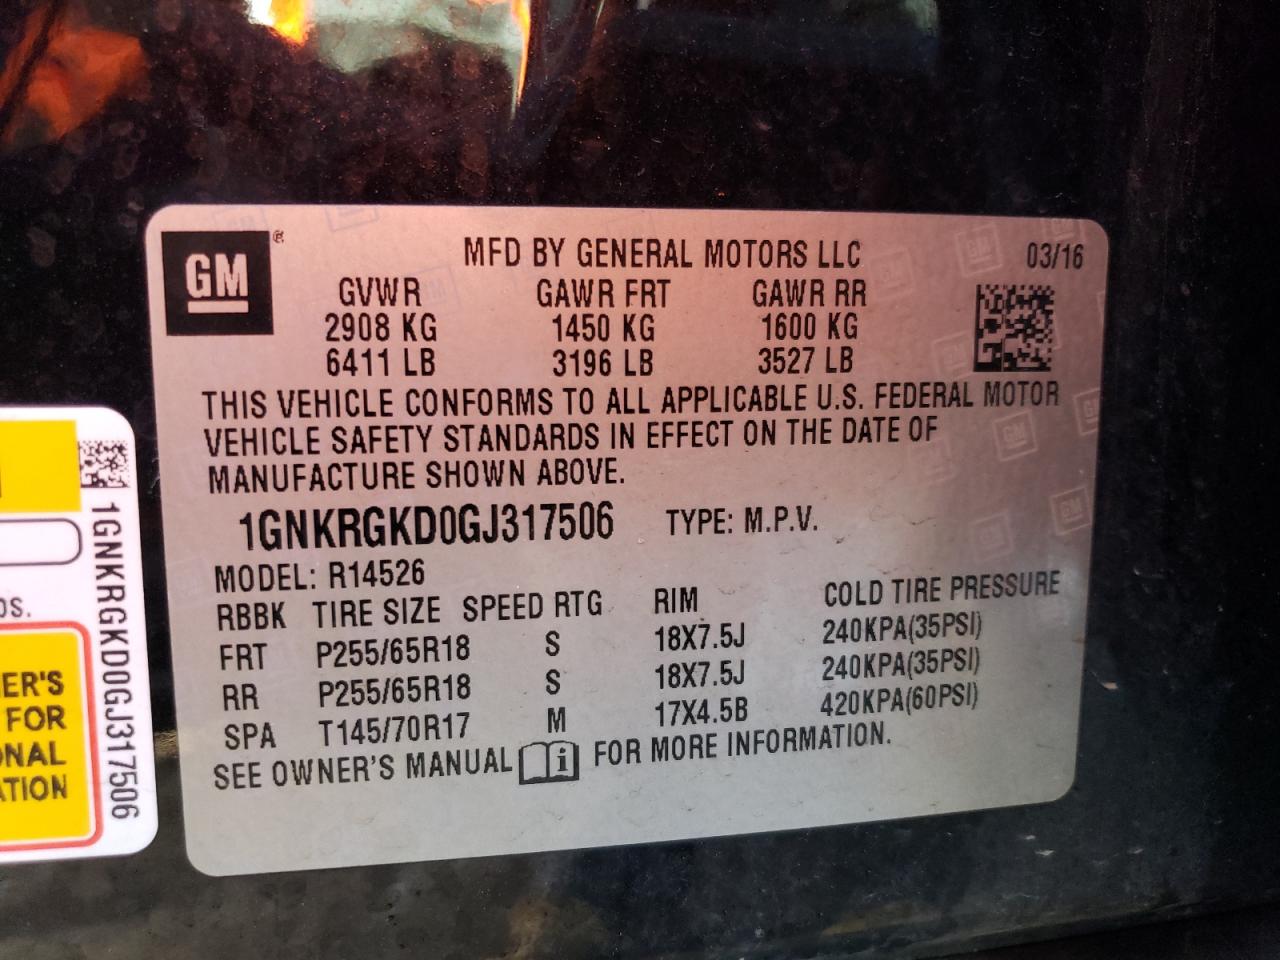 GM
®
MFD BY GENERAL MOTORS LLC 03/16
GVWR GAWR FRT GAWR RR
2908 KG 1450 KG 1600 KG
6411 LB 3196 LB 3527 LB
THIS VEHICLE CONFORMS TO ALL APPLICABLE U.S. FEDERAL MOTOR
VEHICLE SAFETY STANDARDS IN EFFECT ON THE DATE OF
MANUFACTURE SHOWN ABOVE.
1GNKRGKD0GJ317506 TYPE: M.P.V.
MODEL: R14526
RBBK TIRE SIZE SPEED RTG RIM COLD TIRE PRESSURE
FRT P255/65R18 S 18X7.5J 240KPA(35PSI)
RR P255/65R18 S 18X7.5J 240KPA(35PSI)
SPA T145/70R17 M 17X4.5B 420KPA(60PSI)
SEE OWNER'S MANUAL i FOR MORE INFORMATION.
1GNKRGKD0GJ317506
OS.
ER'S
FOR
ONAL
ATION